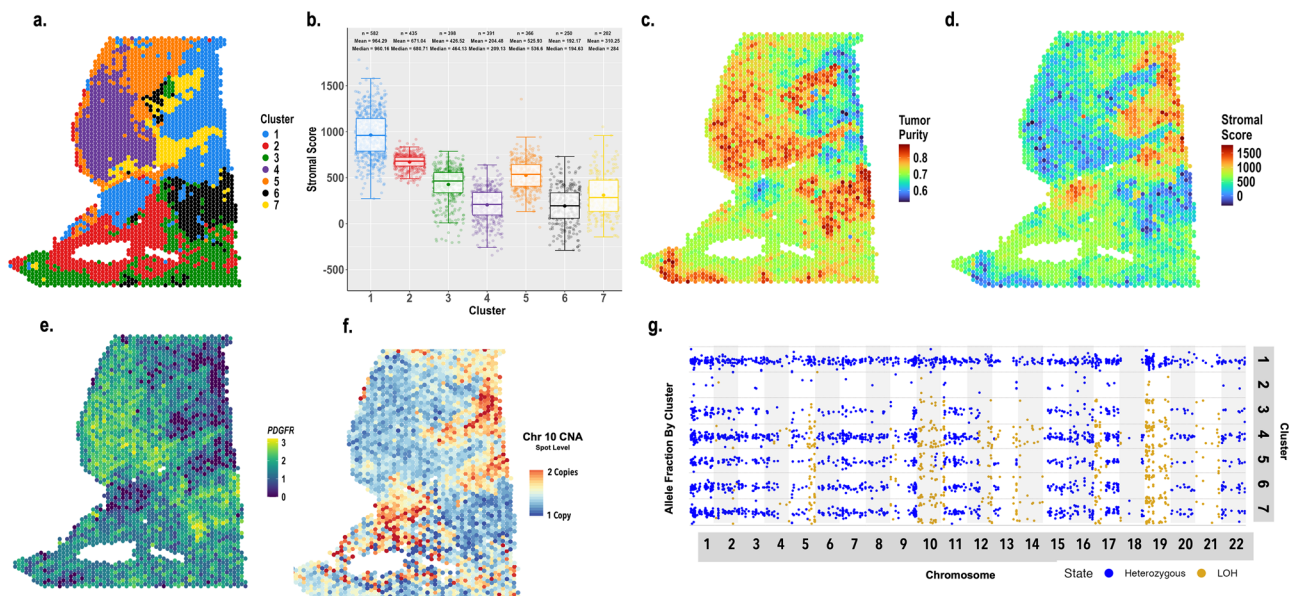 a.
b.
c.
d.
Cluster
1
2
3
4
5
6
7
n = 582
Mean = 964.29
Median = 960.16
n = 435
Mean = 671.04
Median = 680.71
n = 398
Mean = 426.52
Median = 464.13
n = 391
Mean = 204.48
Median = 209.13
n = 366
Mean = 525.93
Median = 536.6
n = 250
Mean = 192.17
Median = 194.63
n = 202
Mean = 310.25
Median = 284
Stromal Score
1500
1000
500
0
-500
1 2 3 4 5 6 7
Cluster
Tumor
Purity
0.8
0.7
0.6
Stromal
Score
1500
1000
500
0
e.
f.
g.
PDGFR
3
2
1
0
Chr 10 CNA
Spot Level
2 Copies
1 Copy
Allele Fraction By Cluster
1
2
3
4
5
6
7
Cluster
1 2 3 4 5 6 7 8 9 10 11 12 13 14 15 16 17 18 19 20 21 22
Chromosome
State Heterozygous LOH